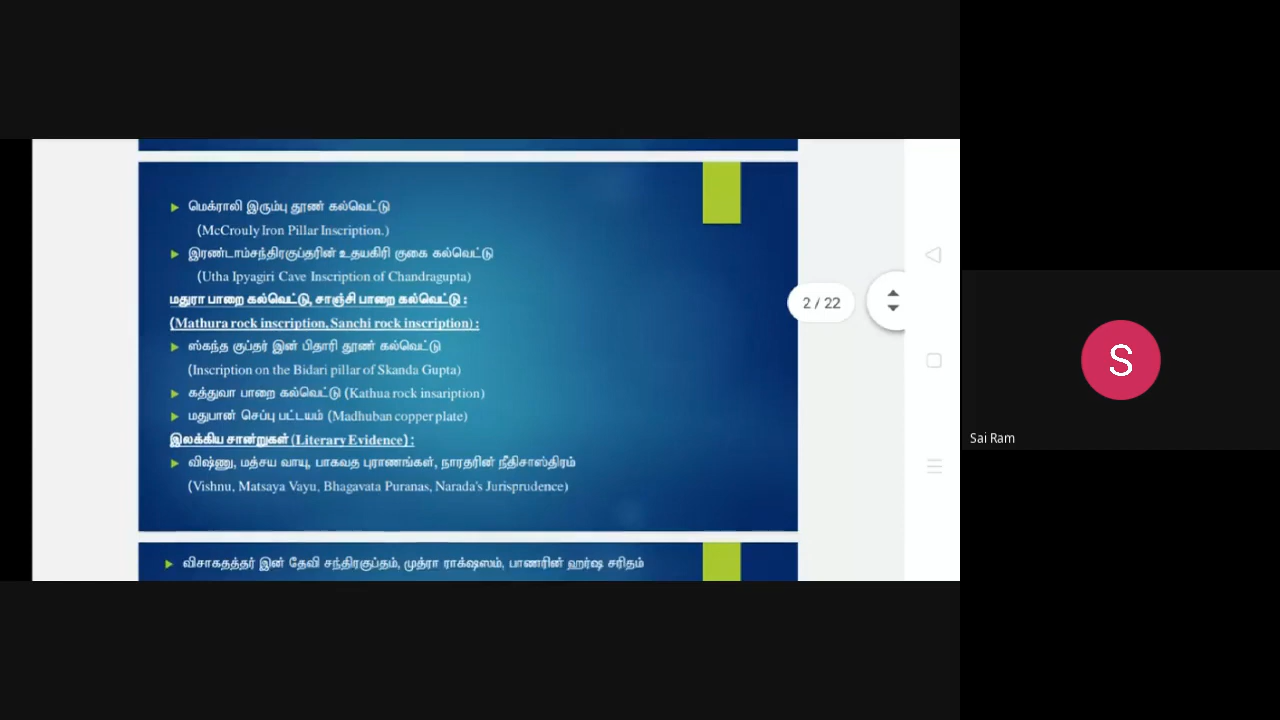 மெக்ராலி இரும்பு தூண் கல்வெட்டு
(McCrouly Iron Pillar Inscription.)
இரண்டாம்சந்திரகுப்தரின் உதயகிரி குகை கல்வெட்டு
(Utha Ipyagiri Cave Inscription of Chandragupta)
மதுரா பாறை கல்வெட்டு, சாஞ்சி பாறை கல்வெட்டு :
(Mathura rock inscription, Sanchi rock inscription) :
ஸ்கந்த குப்தர் இன் பிதாரி தூண் கல்வெட்டு
(Inscription on the Bidari pillar of Skanda Gupta)
கத்துவா பாறை கல்வெட்டு (Kathua rock insaription)
மதுபான் செப்பு பட்டயம் (Madhuban copper plate)
இலக்கிய சான்றுகள் (Literary Evidence) :
விஷ்ணு, மத்சய வாயு, பாகவத புராணங்கள், நாரதரின் நீதிசாஸ்திரம்
(Vishnu, Matsaya Vayu, Bhagavata Puranas, Narada's Jurisprudence)
விசாகதத்தர் இன் தேவி சந்திரகுப்தம், முத்ரா ராக்ஷஸம், பாணரின் ஹர்ஷ சரிதம்
2 / 22
S
Sai Ram